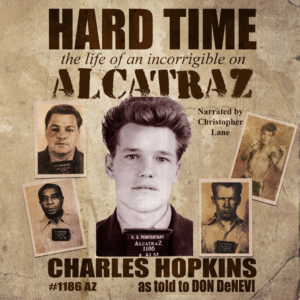 HARD TIME
the life of an incorrigible on
ALCATRAZ
Narrated by
Christopher
Lane
U. S. PENITENTIARY
ALCATRAZ
1186
CHARLES HOPKINS
#1186 AZ
as told to DON DeNEVI